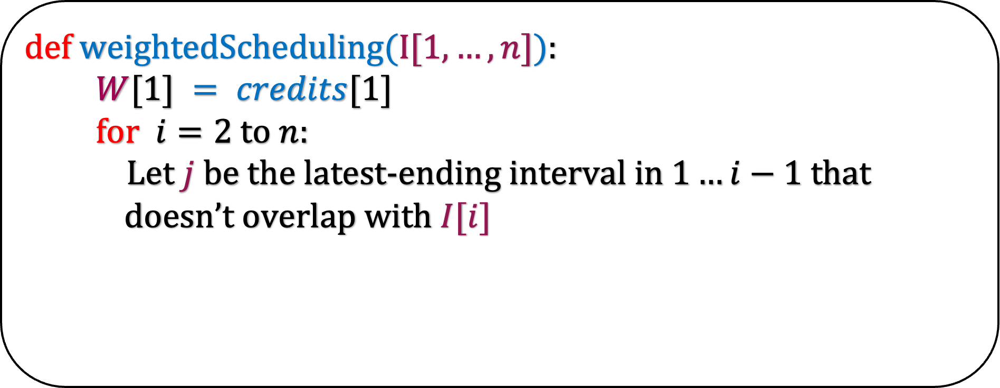 def weightedScheduling(I[1, … , n]):
W[1] = credits[1]
for i = 2 to n:
Let j be the latest-ending interval in 1 … i − 1 that
doesn’t overlap with I[i]